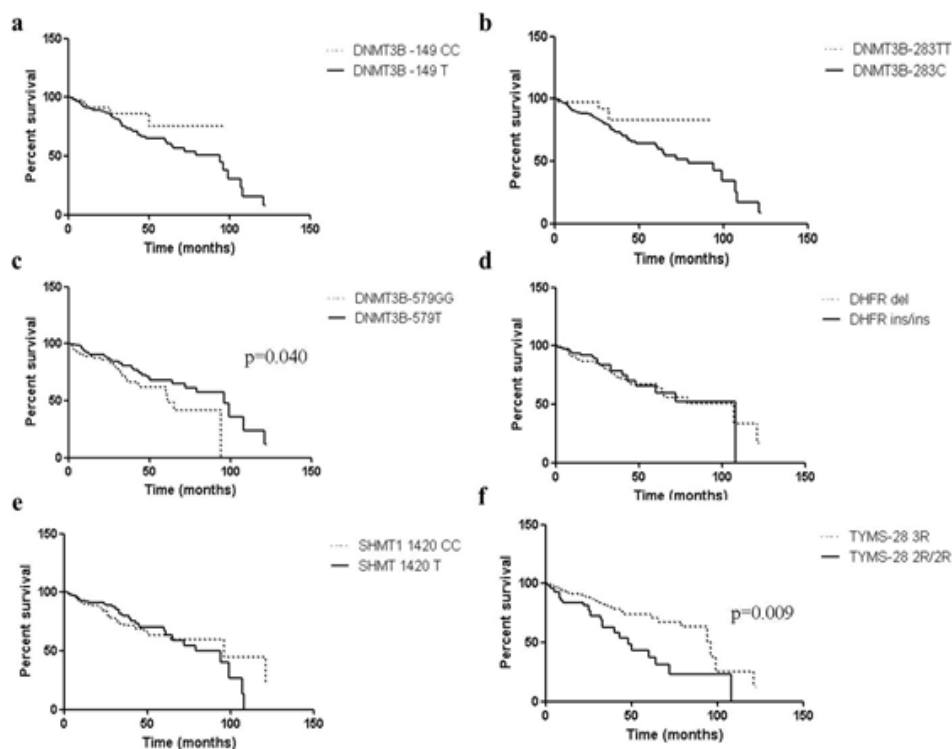 a
DNMT3B -149 CC
DNMT3B -149 T
Percent survival
150
100
50
0
0 50 100 150
Time (months)
b
DNMT3B-283TT
DNMT3B-283C
Percent survival
150
100
50
0
0 50 100 150
Time (months)
c
DNMT3B-579GG
DNMT3B-579T
p=0.040
Percent survival
150
100
50
0
0 50 100 150
Time (months)
d
DHFR del
DHFR ins/ins
Percent survival
150
100
50
0
0 50 100 150
Time (months)
e
SHMT1 1420 CC
SHMT 1420 T
Percent survival
150
100
50
0
0 50 100 150
Time (months)
f
TYMS-28 3R
TYMS-28 2R/2R
p=0.009
Percent survival
150
100
50
0
0 50 100 150
Time (months)